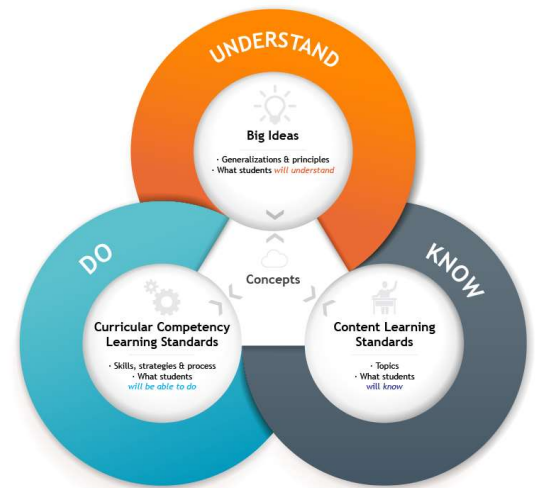 UNDERSTAND
Big Ideas
· Generalizations & principles
· What students will understand
DO
KNOW
Concepts
Curricular Competency
Learning Standards
· Skills, strategies & process
· What students
will be able to do
Content Learning
Standards
· Topics
· What students
will know